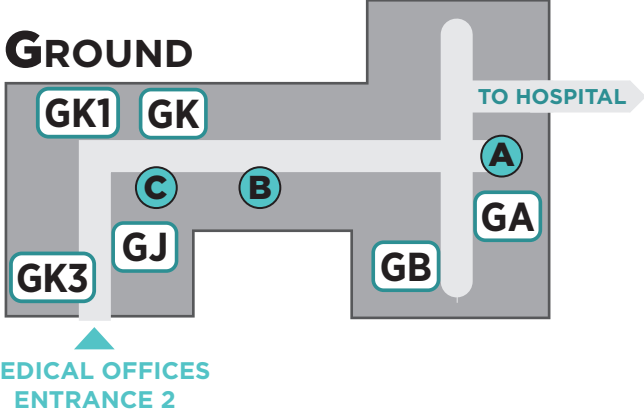 GROUND
GK1
GK
TO HOSPITAL
A
C
B
GA
GJ
GB
GK3
EDICAL OFFICES
ENTRANCE 2